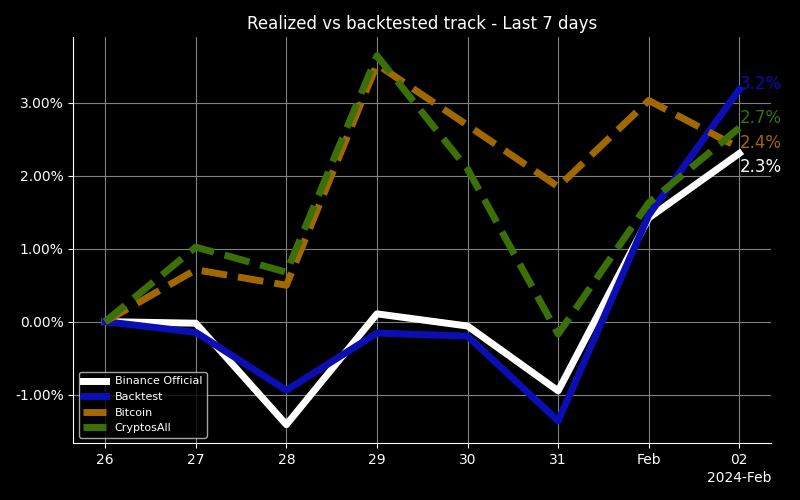 Realized vs backtested track - Last 7 days
3.00%
2.00%
1.00%
0.00%
-1.00%
3.2%
2.7%
2.4%
2.3%
Binance Official
Backtest
Bitcoin
CryptosAll
26 27 28 29 30 31 Feb 02
2024-Feb